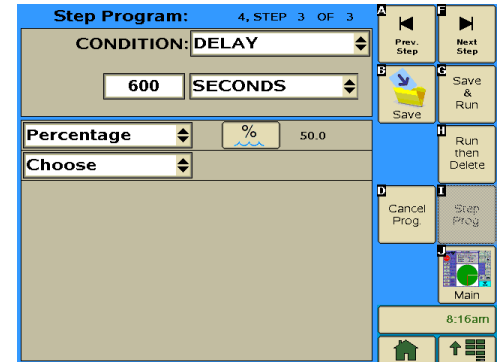 Step Program: 4, STEP 3 OF 3
CONDITION: DELAY
600 SECONDS
Percentage % 50.0
Choose
A
Prev.
Step
F
Next
Step
B
Save
G
Save
&
Run
H
Run
then
Delete
D
Cancel
Prog.
I
Step
Prog
J
Main
8:16am